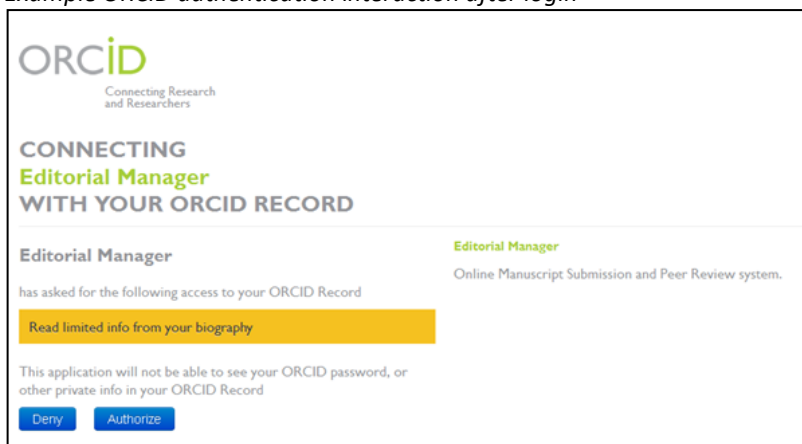 Example ORCID authentication interaction after login
ORCiD
Connecting Research
and Researchers
CONNECTING
Editorial Manager
WITH YOUR ORCID RECORD
Editorial Manager
has asked for the following access to your ORCID Record
Read limited info from your biography
This application will not be able to see your ORCID password, or
other private info in your ORCID Record
Deny Authorize
Editorial Manager
Online Manuscript Submission and Peer Review system.